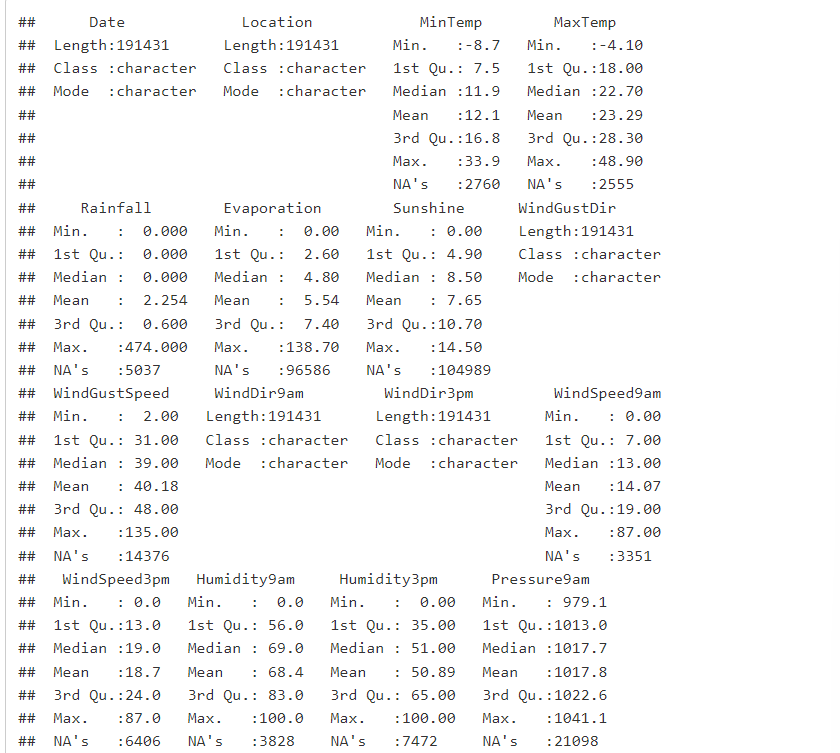 ##      Date             Location            MinTemp        MaxTemp
##  Length:191431      Length:191431      Min.   :-8.7   Min.   :-4.10
##  Class :character   Class :character   1st Qu.: 7.5   1st Qu.:18.00
##  Mode  :character   Mode  :character   Median :11.9   Median :22.70
##                                        Mean   :12.1   Mean   :23.29
##                                        3rd Qu.:16.8   3rd Qu.:28.30
##                                        Max.   :33.9   Max.   :48.90
##                                        NA's   :2760   NA's   :2555
##     Rainfall        Evaporation        Sunshine      WindGustDir
##  Min.   :  0.000   Min.   :  0.00   Min.   : 0.00    Length:191431
##  1st Qu.:  0.000   1st Qu.:  2.60   1st Qu.: 4.90    Class :character
##  Median :  0.000   Median :  4.80   Median : 8.50    Mode  :character
##  Mean   :  2.254   Mean   :  5.54   Mean   : 7.65
##  3rd Qu.:  0.600   3rd Qu.:  7.40   3rd Qu.:10.70
##  Max.   :474.000   Max.   :138.70   Max.   :14.50
##  NA's   :5037      NA's   :96586    NA's   :104989
##  WindGustSpeed     WindDir9am         WindDir3pm         WindSpeed9am
##  Min.   :  2.00   Length:191431      Length:191431      Min.   : 0.00
##  1st Qu.: 31.00   Class :character   Class :character   1st Qu.: 7.00
##  Median : 39.00   Mode  :character   Mode  :character   Median :13.00
##  Mean   : 40.18                                         Mean   :14.07
##  3rd Qu.: 48.00                                         3rd Qu.:19.00
##  Max.   :135.00                                         Max.   :87.00
##  NA's   :14376                                          NA's   :3351
##   WindSpeed3pm   Humidity9am     Humidity3pm      Pressure9am
##  Min.   : 0.0   Min.   :  0.0   Min.   :  0.00   Min.   : 979.1
##  1st Qu.:13.0   1st Qu.: 56.0   1st Qu.: 35.00   1st Qu.:1013.0
##  Median :19.0   Median : 69.0   Median : 51.00   Median :1017.7
##  Mean   :18.7   Mean   : 68.4   Mean   : 50.89   Mean   :1017.8
##  3rd Qu.:24.0   3rd Qu.: 83.0   3rd Qu.: 65.00   3rd Qu.:1022.6
##  Max.   :87.0   Max.   :100.0   Max.   :100.00   Max.   :1041.1
##  NA's   :6406   NA's   :3828    NA's   :7472     NA's   :21098